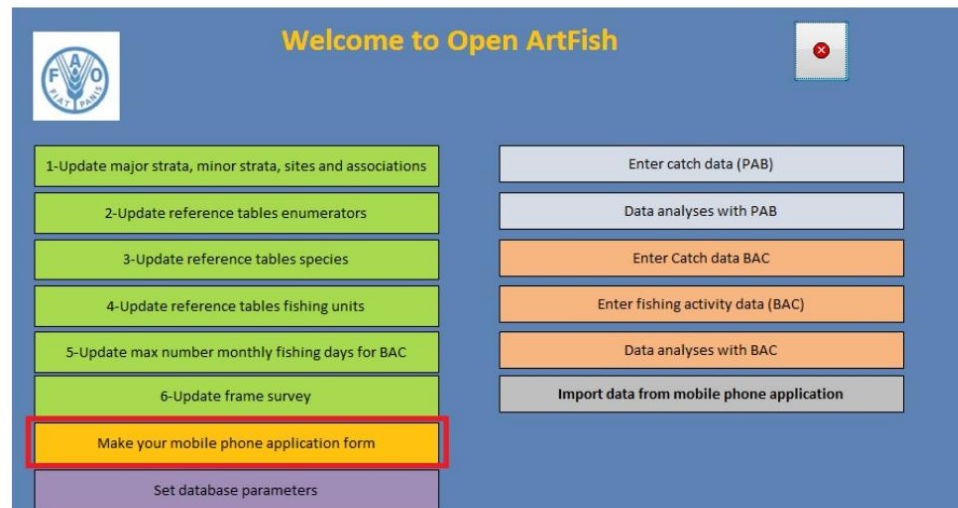 Welcome to Open ArtFish
FAO
FIAT PANIS
1-Update major strata, minor strata, sites and associations
2-Update reference tables enumerators
3-Update reference tables species
4-Update reference tables fishing units
5-Update max number monthly fishing days for BAC
6-Update frame survey
Make your mobile phone application form
Set database parameters
Enter catch data (PAB)
Data analyses with PAB
Enter Catch data BAC
Enter fishing activity data (BAC)
Data analyses with BAC
Import data from mobile phone application